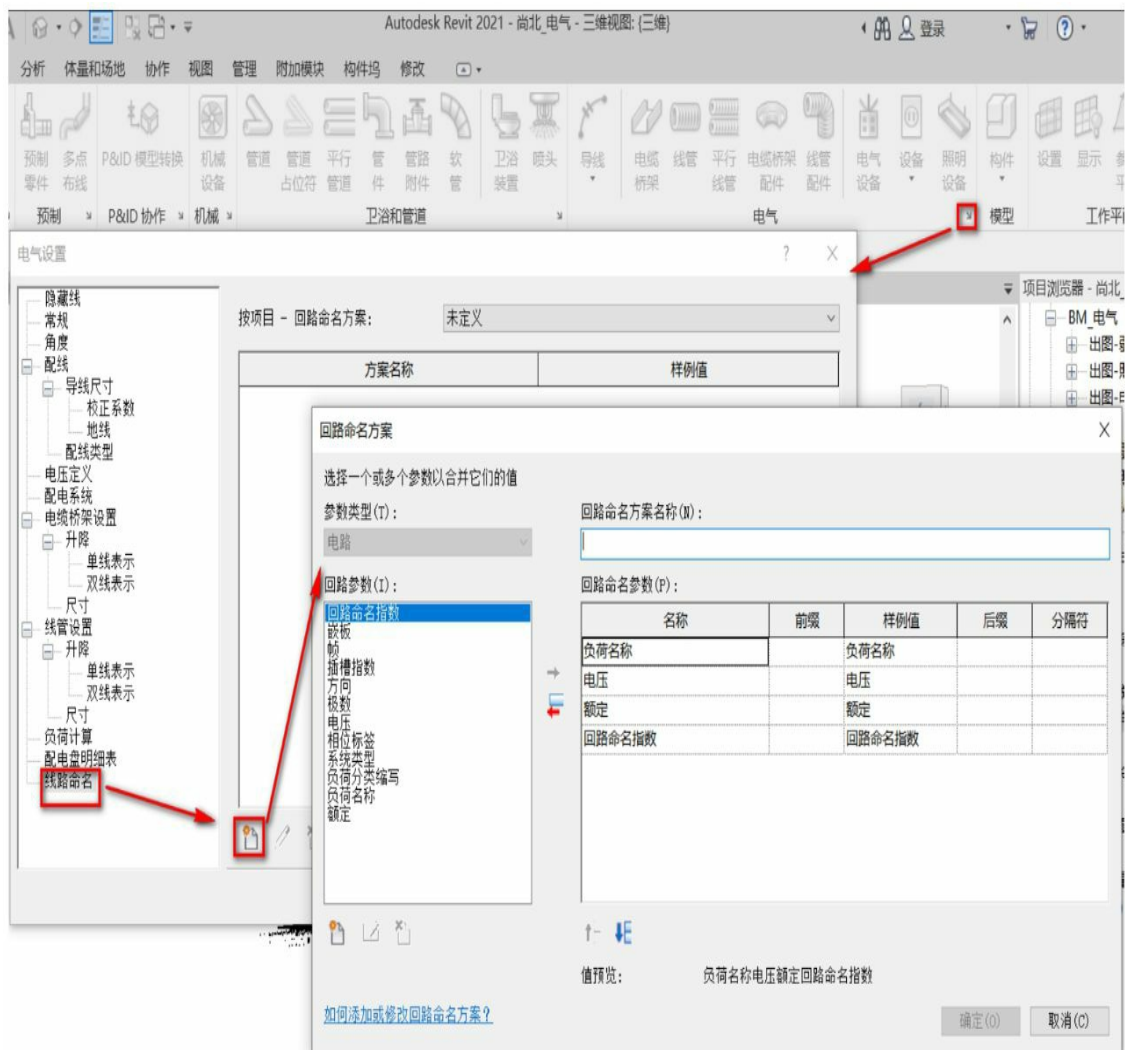 Autodesk Revit 2021 - 尚北_电气 - 三维视图: {三维}
登录
分析 体量和场地 协作 视图 管理 附加模块 构件坞 修改
预制零件 多点布线 P&ID 模型转换 机械设备 管道 管道占位符 平行管道 管件 管路附件 软管 卫浴装置 喷头 导线 电缆桥架 线管 平行线管 电缆桥架配件 线管配件 电气设备 设备 照明设备 构件 设置 显示
预制 P&ID 协作 机械 卫浴和管道 电气 模型 工作平
电气设置
? X
项目浏览器 - 尚北_
BM_电气
出图-
出图-
出图-
隐藏线
常规
角度
配线
导线尺寸
校正系数
地线
配线类型
电压定义
配电系统
电缆桥架设置
升降
单线表示
双线表示
尺寸
线管设置
升降
单线表示
双线表示
尺寸
负荷计算
配电盘明细表
线路命名
按项目 - 回路命名方案: 未定义
方案名称 样例值
回路命名方案 X
选择一个或多个参数以合并它们的值
参数类型(T):
电路
回路参数(I):
回路命名指数
嵌板
帧
插槽指数
方向
极数
电压
相位标签
系统类型
负荷分类缩写
负荷名称
额定
回路命名方案名称(N):
回路命名参数(P):
名称 前缀 样例值 后缀 分隔符
负荷名称 负荷名称
电压 电压
额定 额定
回路命名指数 回路命名指数
值预览: 负荷名称电压额定回路命名指数
如何添加或修改回路命名方案?
确定(O) 取消(C)